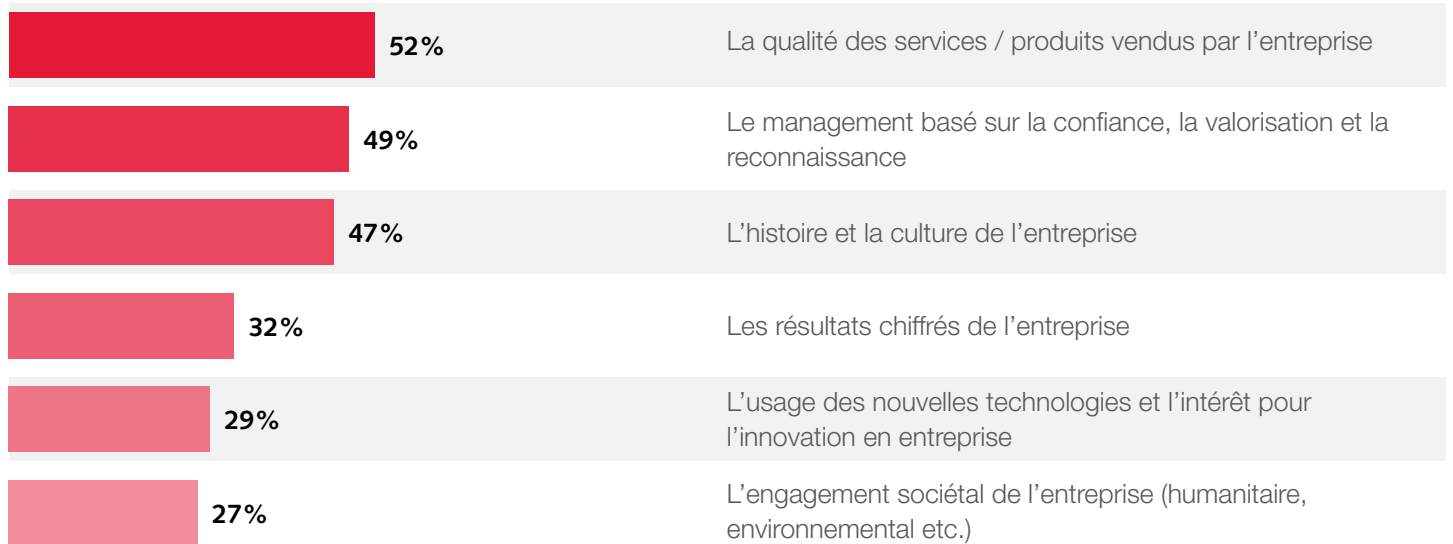 52%
La qualité des services / produits vendus par l’entreprise
49%
Le management basé sur la confiance, la valorisation et la
reconnaissance
47%
L’histoire et la culture de l’entreprise
32%
Les résultats chiffrés de l’entreprise
29%
L’usage des nouvelles technologies et l’intérêt pour
l’innovation en entreprise
27%
L’engagement sociétal de l’entreprise (humanitaire,
environnemental etc.)